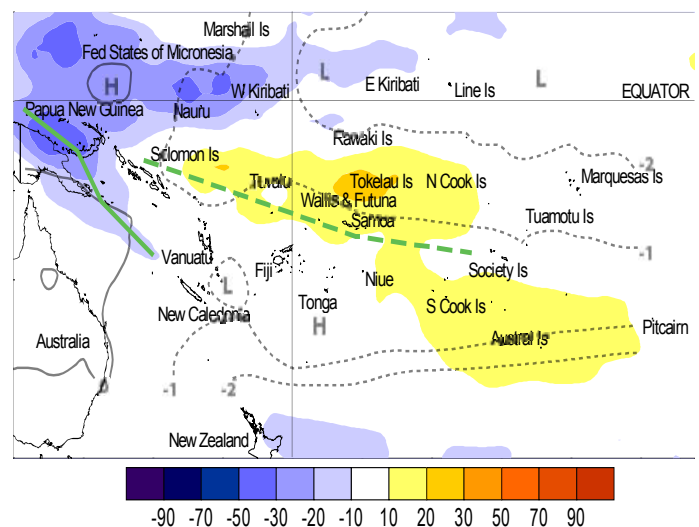 Marshall Is
Fed States of Micronesia
H
L
L
W Kiribati
E Kiribati
Line Is
EQUATOR
Papua New Guinea
Nauru
Rawaki Is
Solomon Is
-2
Tuvalu
Tokelau Is
N Cook Is
Marquesas Is
Wallis & Futuna
Samoa
Tuamotu Is
-1
Vanuatu
Fiji
Niue
Society Is
L
Tonga
S Cook Is
New Caledonia
H
Pitcairn
Australia
Austral Is
0
-1
-2
New Zealand
-90 -70 -50 -30 -20 -10 10 20 30 50 70 90